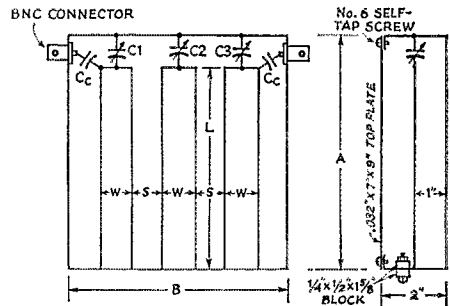 BNC CONNECTOR
No. 6 SELF-
TAP SCREW
C1
C2
C3
Cc
Cc
L
A
.032"x7"x9" TOP PLATE
1"
W
S
W
S
W
B
1/4"x1/2"x1 5/8"
BLOCK
2"